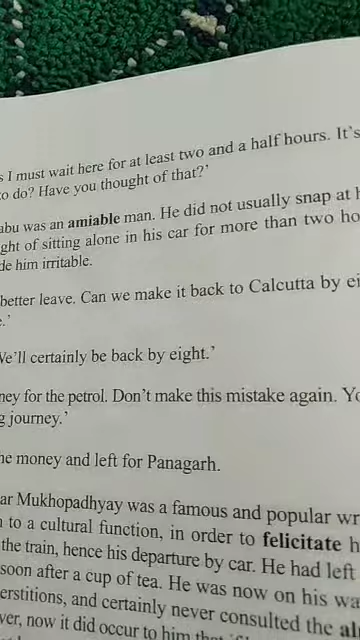 s I must wait here for at least two and a half hours. It's
to do? Have you thought of that?'
abu was an amiable man. He did not usually snap at h
ght of sitting alone in his car for more than two ho
de him irritable.
better leave. Can we make it back to Calcutta by ei
e.'
We'll certainly be back by eight.'
ney for the petrol. Don't make this mistake again. Yo
g journey.'
he money and left for Panagarh.
ar Mukhopadhyay was a famous and popular wr
n to a cultural function, in order to felicitate h
the train, hence his departure by car. He had left
soon after a cup of tea. He was now on his wa
erstitions, and certainly never consulted the al
ver, now it did occur to him that